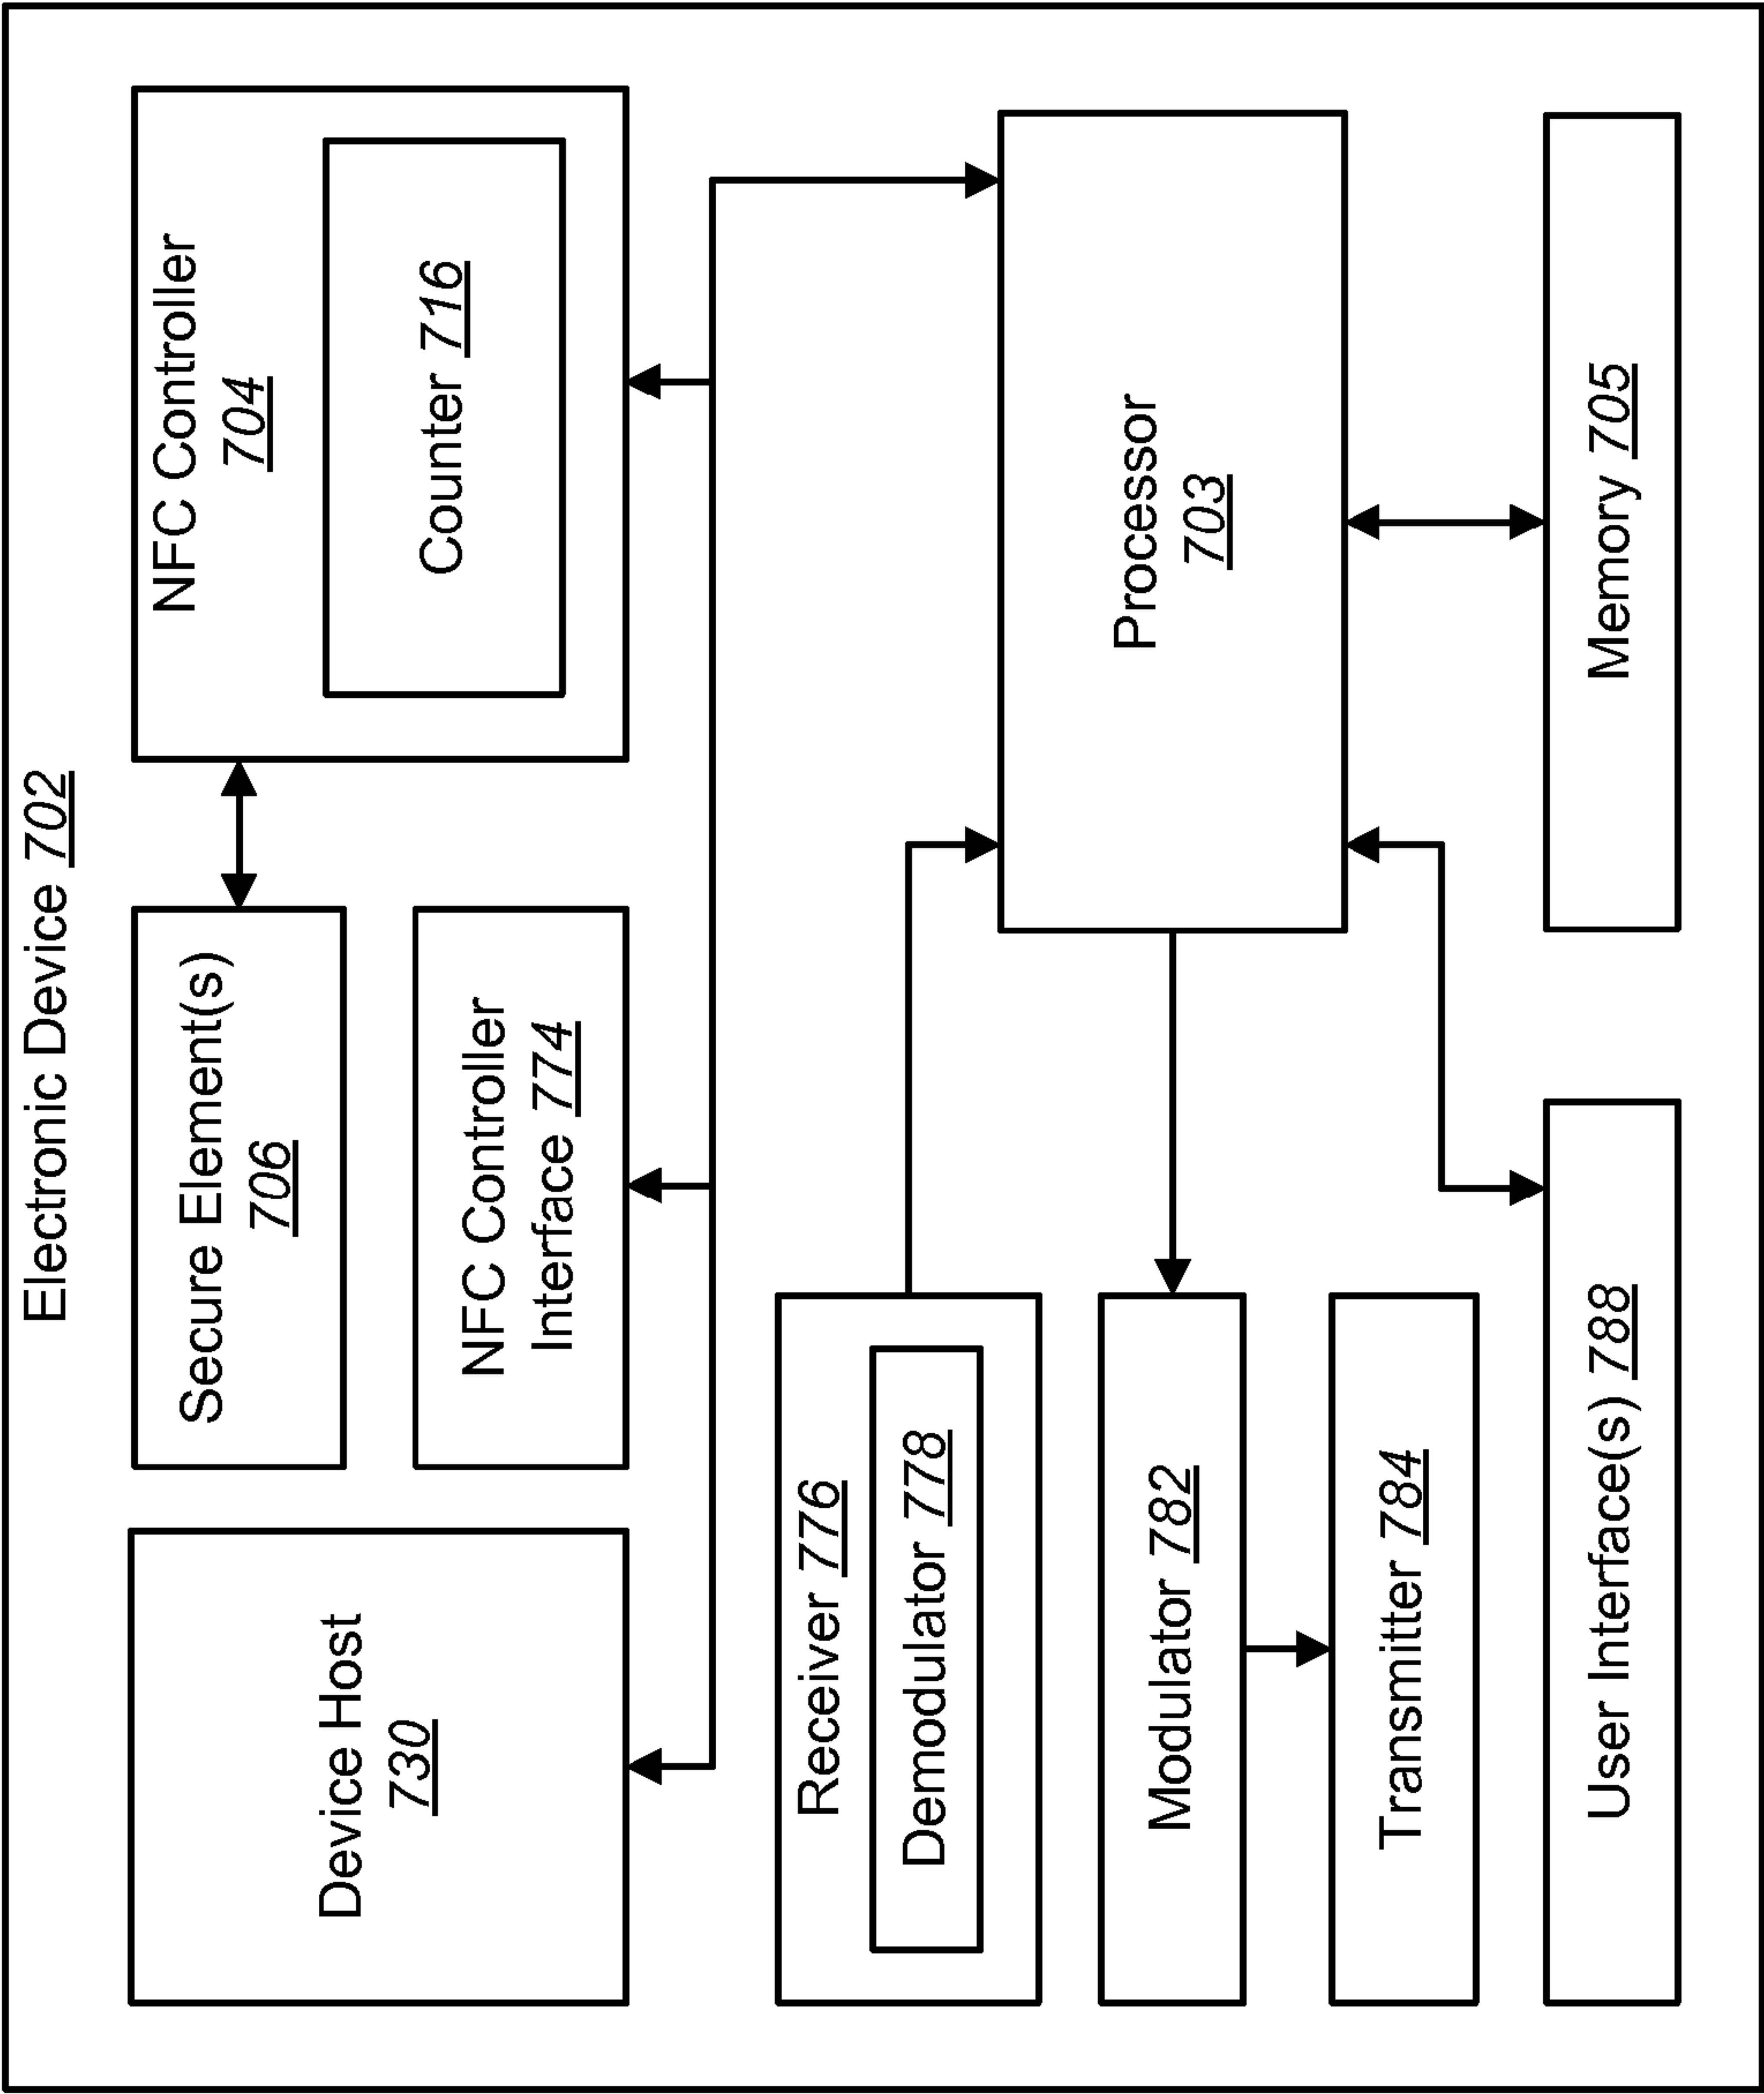 Electronic Device 702
Device Host
730
Secure Element(s)
706
NFC Controller
Interface 774
NFC Controller
704
Counter 716
Receiver 776
Demodulator 778
Processor
703
Modulator 782
Transmitter 784
User Interface(s) 788
Memory 705